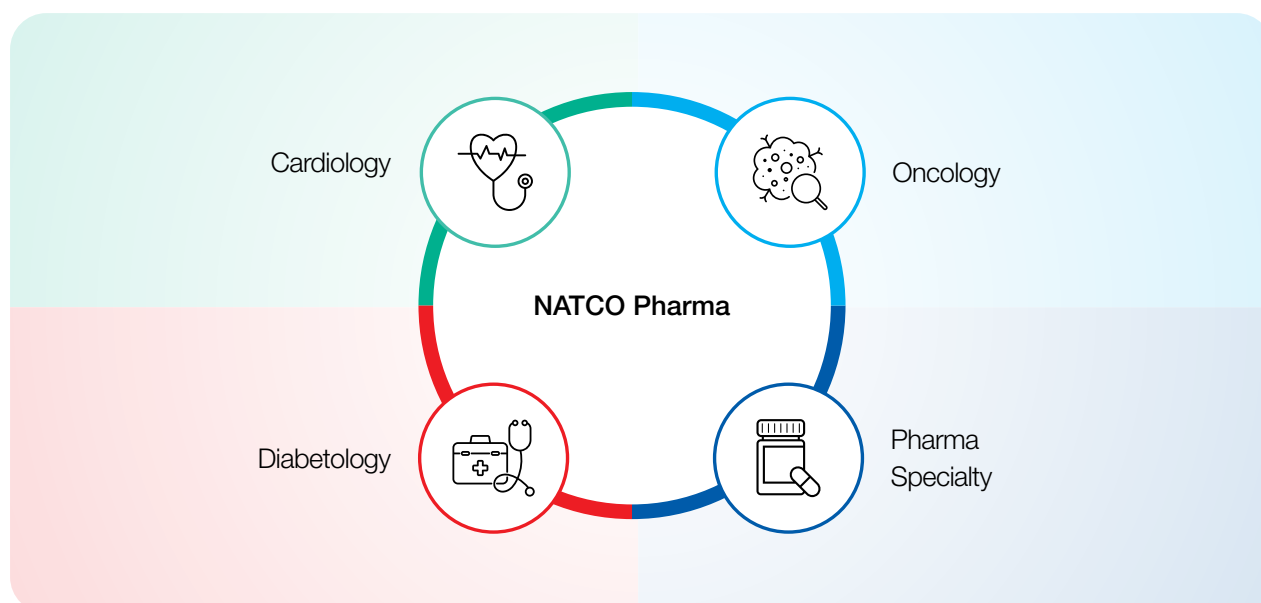 Cardiology
Oncology
NATCO Pharma
Diabetology
Pharma
Specialty